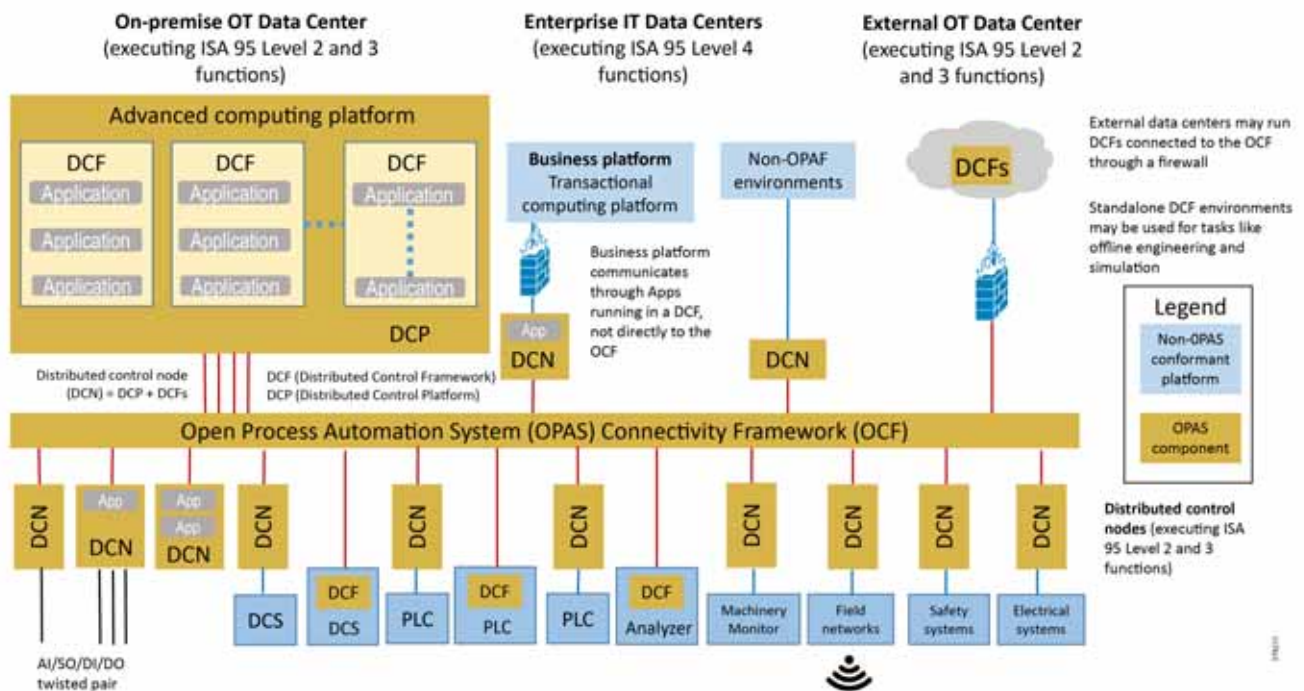 On-premise OT Data Center
(executing ISA 95 Level 2 and 3
functions)
Enterprise IT Data Centers
(executing ISA 95 Level 4
functions)
External OT Data Center
(executing ISA 95 Level 2
and 3 functions)
Advanced computing platform
DCF
Application
Application
Application
DCF
Application
Application
Application
DCF
Application
Application
DCP
Business platform
Transactional
computing platform
Non-OPAF
environments
DCFs
External data centers may run
DCFs connected to the OCF
through a firewall
Standalone DCF environments
may be used for tasks like
offline engineering and
simulation
Business platform
communicates
through Apps
running in a DCF,
not directly to the
OCF
App
DCN
DCN
Legend
Non-OPAS
conformant
platform
OPAS
component
Distributed control node
(DCN) = DCP + DCFs
DCF (Distributed Control Framework)
DCP (Distributed Control Platform)
Open Process Automation System (OPAS) Connectivity Framework (OCF)
DCN
App
DCN
App
App
DCN
DCN
DCN
DCN
DCN
DCN
DCN
DCN
Distributed control
nodes (executing ISA
95 Level 2 and 3
functions)
DCS
DCF
DCS
PLC
DCF
PLC
PLC
DCF
Analyzer
Machinery
Monitor
Field
networks
Safety
systems
Electrical
systems
AI/SO/DI/DO
twisted pair